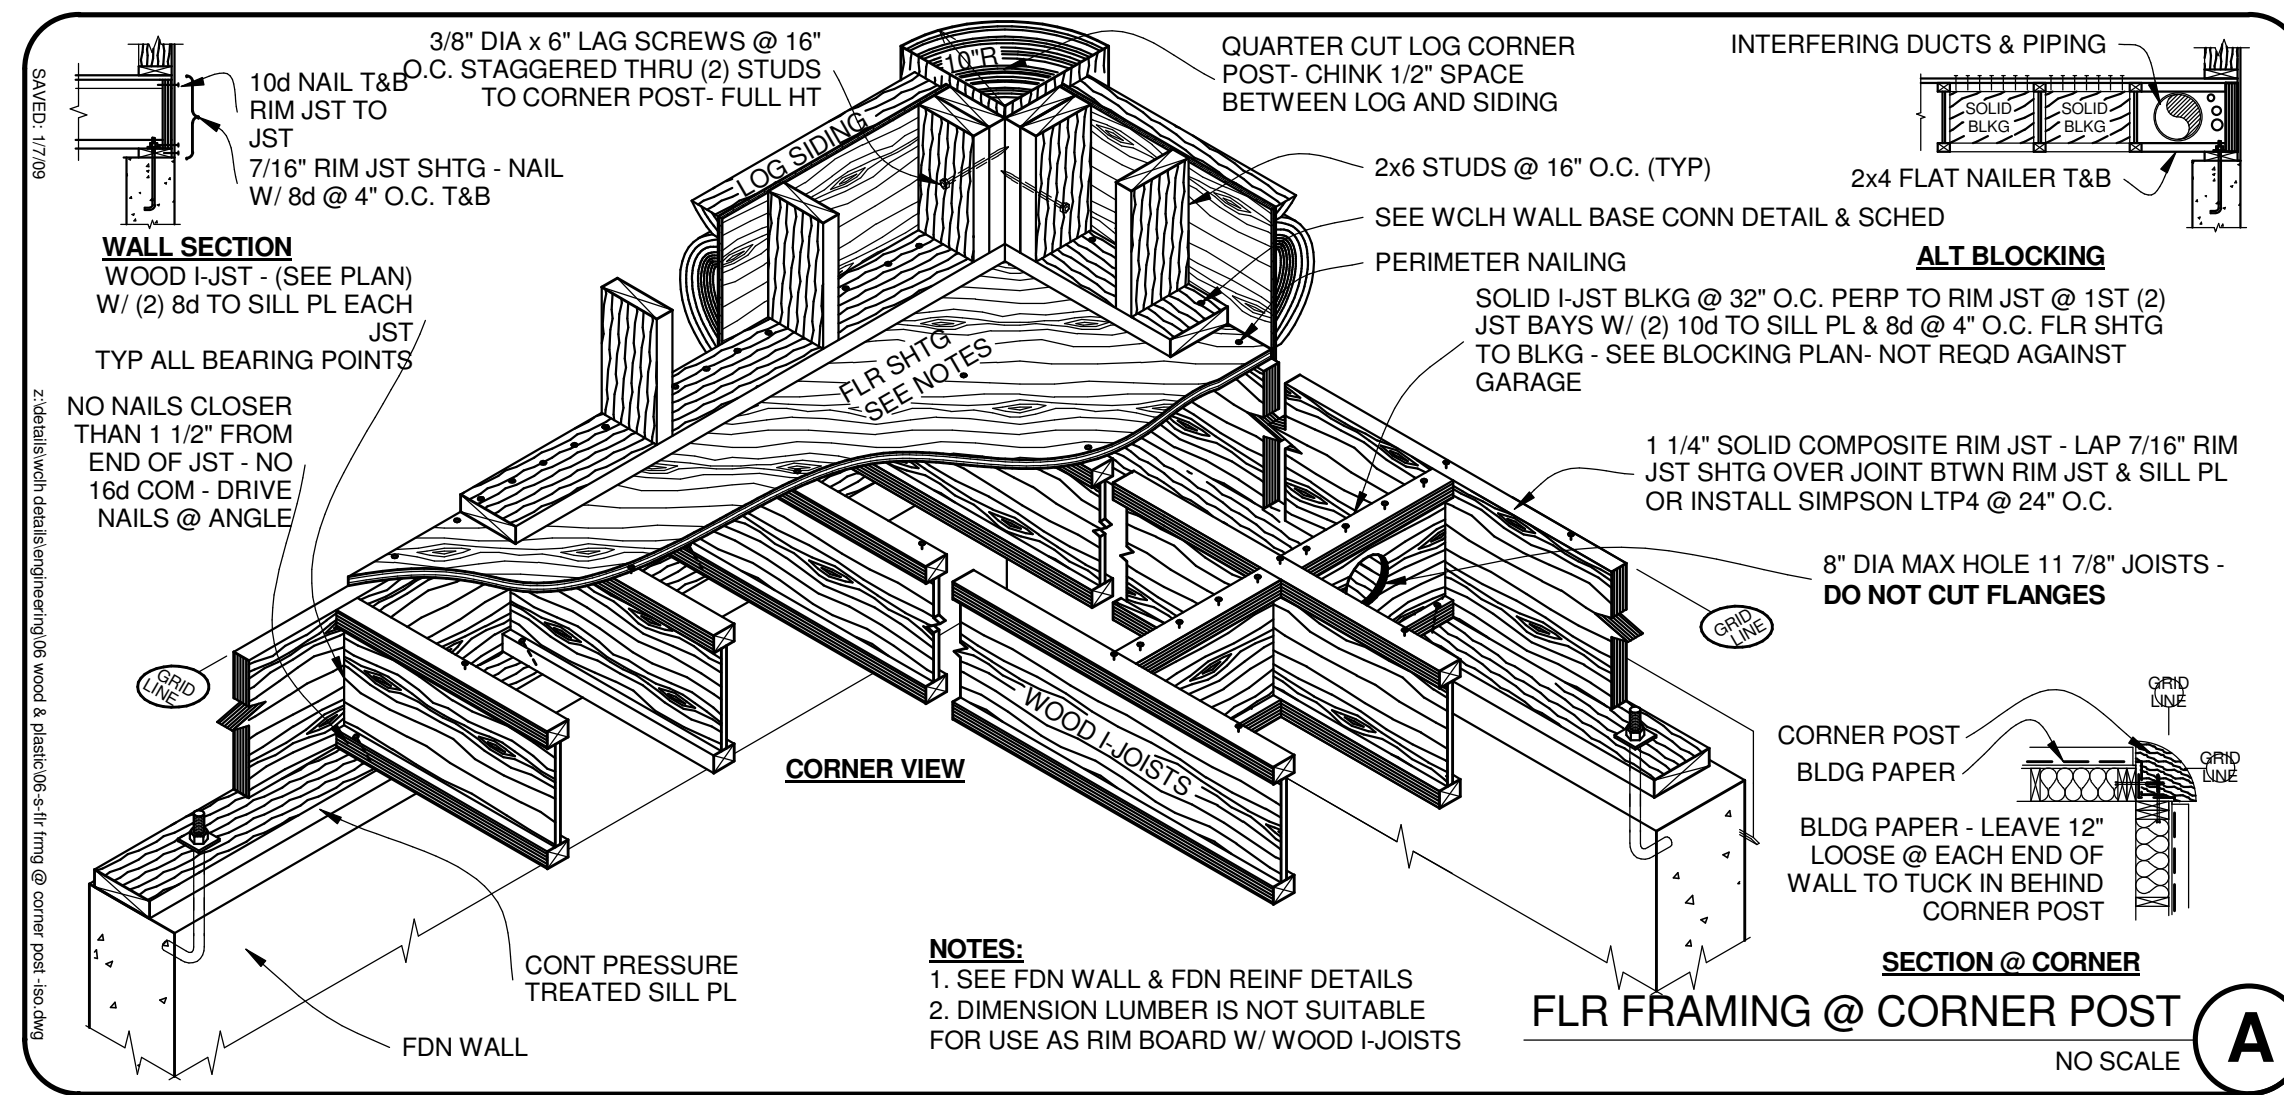 SAVED: 1/7/09
z:\details\wclh details\engineering\06 wood & plastic\06-s-flr frmg @ corner post -iso.dwg
10d NAIL T&B
RIM JST TO
JST
7/16" RIM JST SHTG - NAIL
W/ 8d @ 4" O.C. T&B
WALL SECTION
3/8" DIA x 6" LAG SCREWS @ 16"
O.C. STAGGERED THRU (2) STUDS
TO CORNER POST- FULL HT
10"R
QUARTER CUT LOG CORNER
POST- CHINK 1/2" SPACE
BETWEEN LOG AND SIDING
INTERFERING DUCTS & PIPING
SOLID
BLKG
SOLID
BLKG
2x4 FLAT NAILER T&B
ALT BLOCKING
LOG SIDING
2x6 STUDS @ 16" O.C. (TYP)
SEE WCLH WALL BASE CONN DETAIL & SCHED
PERIMETER NAILING
WOOD I-JST - (SEE PLAN)
W/ (2) 8d TO SILL PL EACH
JST
TYP ALL BEARING POINTS
SOLID I-JST BLKG @ 32" O.C. PERP TO RIM JST @ 1ST (2)
JST BAYS W/ (2) 10d TO SILL PL & 8d @ 4" O.C. FLR SHTG
TO BLKG - SEE BLOCKING PLAN- NOT REQD AGAINST
GARAGE
FLR SHTG
SEE NOTES
NO NAILS CLOSER
THAN 1 1/2" FROM
END OF JST - NO
16d COM - DRIVE
NAILS @ ANGLE
1 1/4" SOLID COMPOSITE RIM JST - LAP 7/16" RIM
JST SHTG OVER JOINT BTWN RIM JST & SILL PL
OR INSTALL SIMPSON LTP4 @ 24" O.C.
8" DIA MAX HOLE 11 7/8" JOISTS -
DO NOT CUT FLANGES
GRID
LINE
GRID
LINE
WOOD I-JOISTS
CORNER VIEW
GRID
LINE
GRID
LINE
CORNER POST
BLDG PAPER
BLDG PAPER - LEAVE 12"
LOOSE @ EACH END OF
WALL TO TUCK IN BEHIND
CORNER POST
SECTION @ CORNER
CONT PRESSURE
TREATED SILL PL
FDN WALL
NOTES:
1. SEE FDN WALL & FDN REINF DETAILS
2. DIMENSION LUMBER IS NOT SUITABLE
FOR USE AS RIM BOARD W/ WOOD I-JOISTS
FLR FRAMING @ CORNER POST
NO SCALE
A